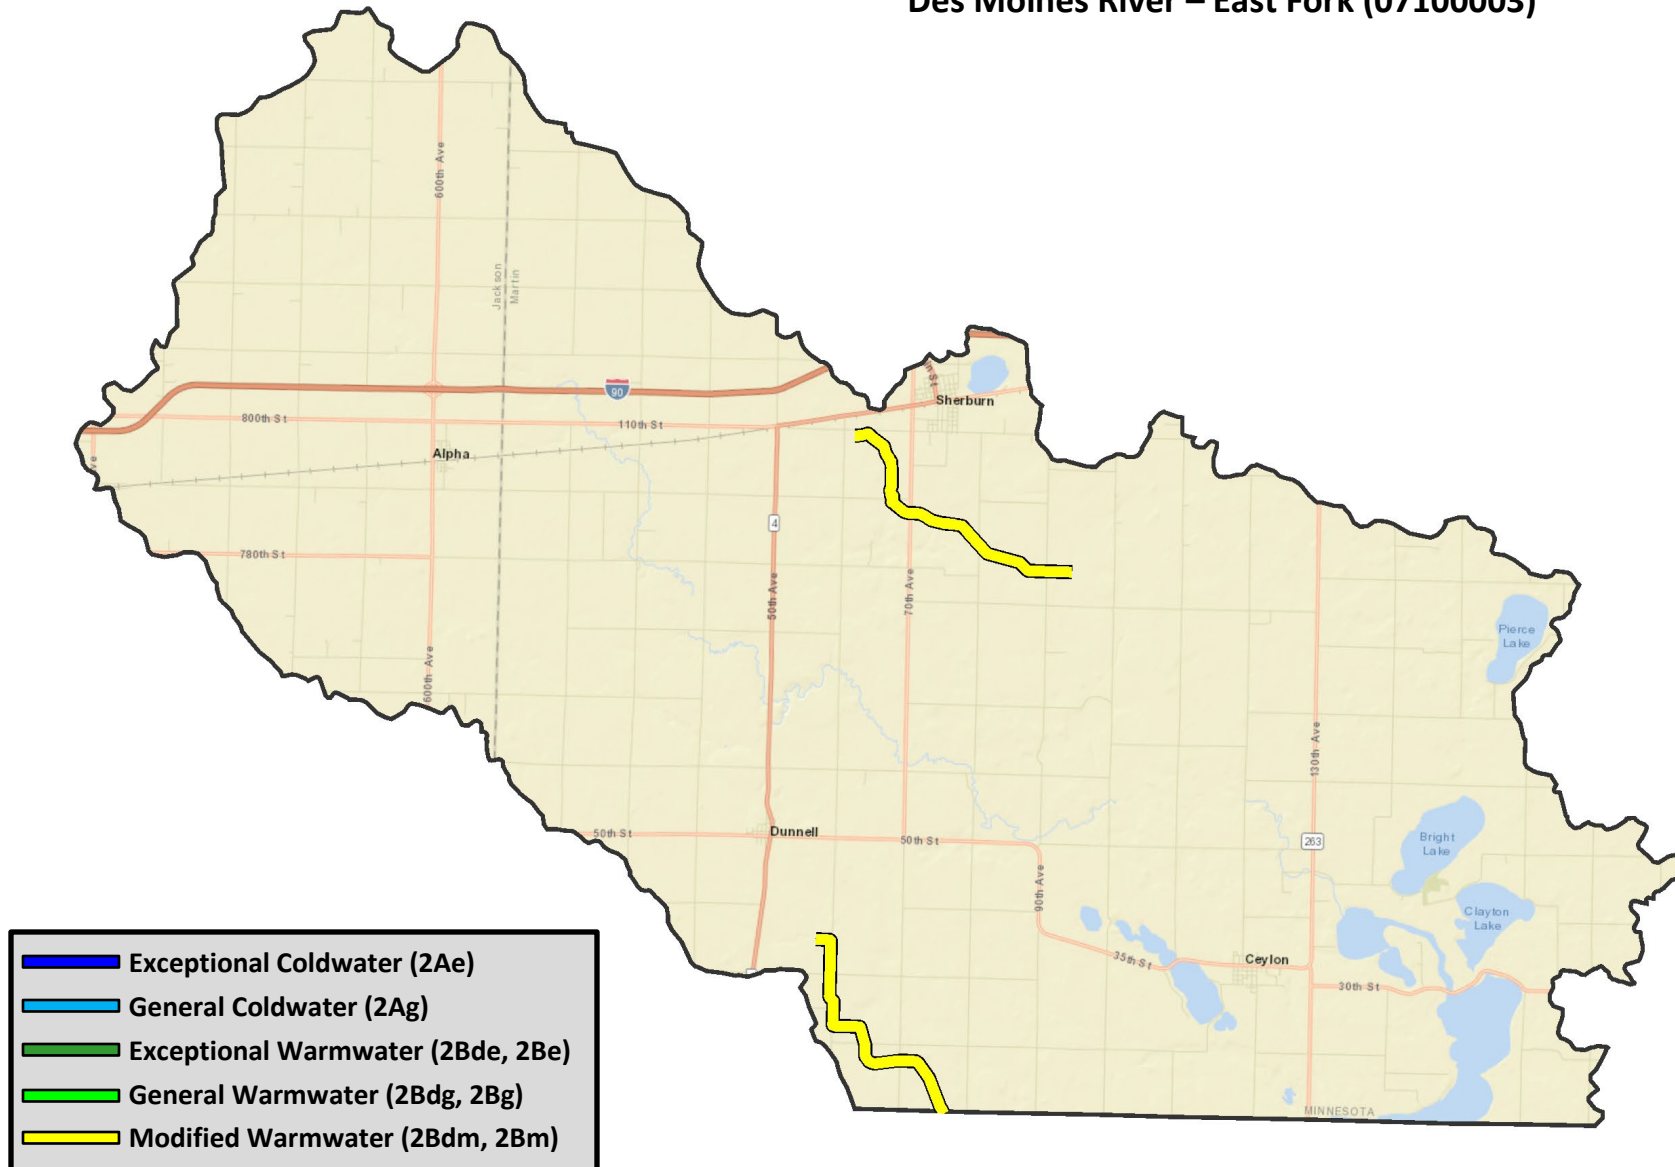 Des Moines River – East Fork (07100003)
600th Ave
Jackson
Martin
90
800th St
110th St
Sherburn
Alpha
4
780th St
50th Ave
70th Ave
600th Ave
Pierce
Lake
130th Ave
50th St
Dunnell
50th St
263
Bright
Lake
90th Ave
Clayton
Lake
35th St
Ceylon
30th St
MINNESOTA
Exceptional Coldwater (2Ae)
General Coldwater (2Ag)
Exceptional Warmwater (2Bde, 2Be)
General Warmwater (2Bdg, 2Bg)
Modified Warmwater (2Bdm, 2Bm)